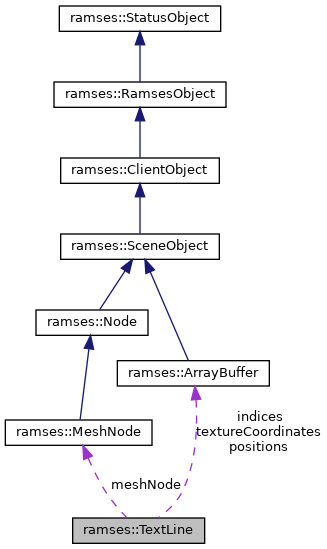 ramses::StatusObject
ramses::RamsesObject
ramses::ClientObject
ramses::SceneObject
ramses::Node
ramses::ArrayBuffer
indices
textureCoordinates
positions
ramses::MeshNode
meshNode
ramses::TextLine